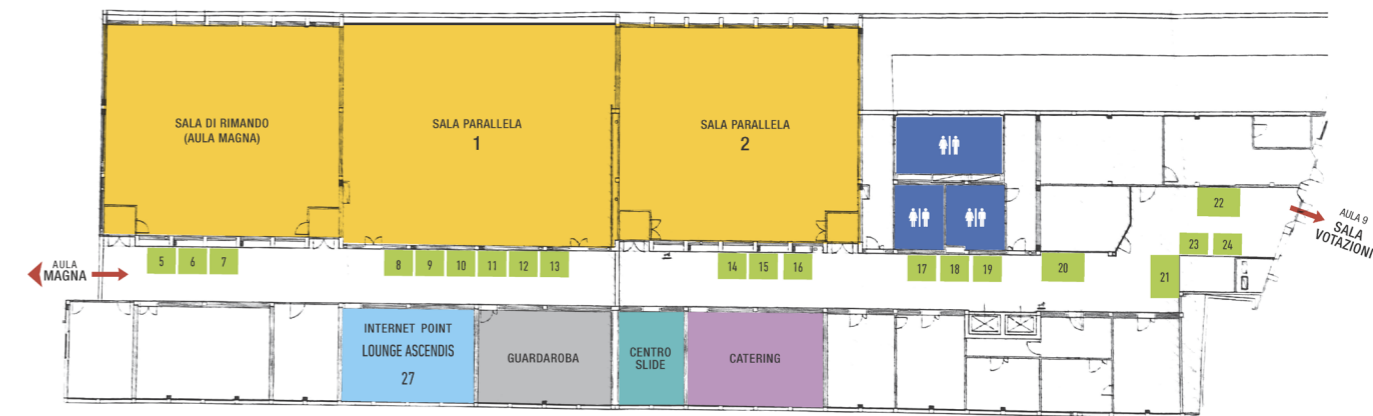 SALA DI RIMANDO
(AULA MAGNA)
SALA PARALLELA
1
SALA PARALLELA
2
22
AULA 9
SALA
VOTAZIONI
23
24
AULA
MAGNA
5
6
7
8
9
10
11
12
13
14
15
16
17
18
19
20
21
INTERNET POINT
LOUNGE ASCENDIS
27
GUARDAROBA
CENTRO
SLIDE
CATERING